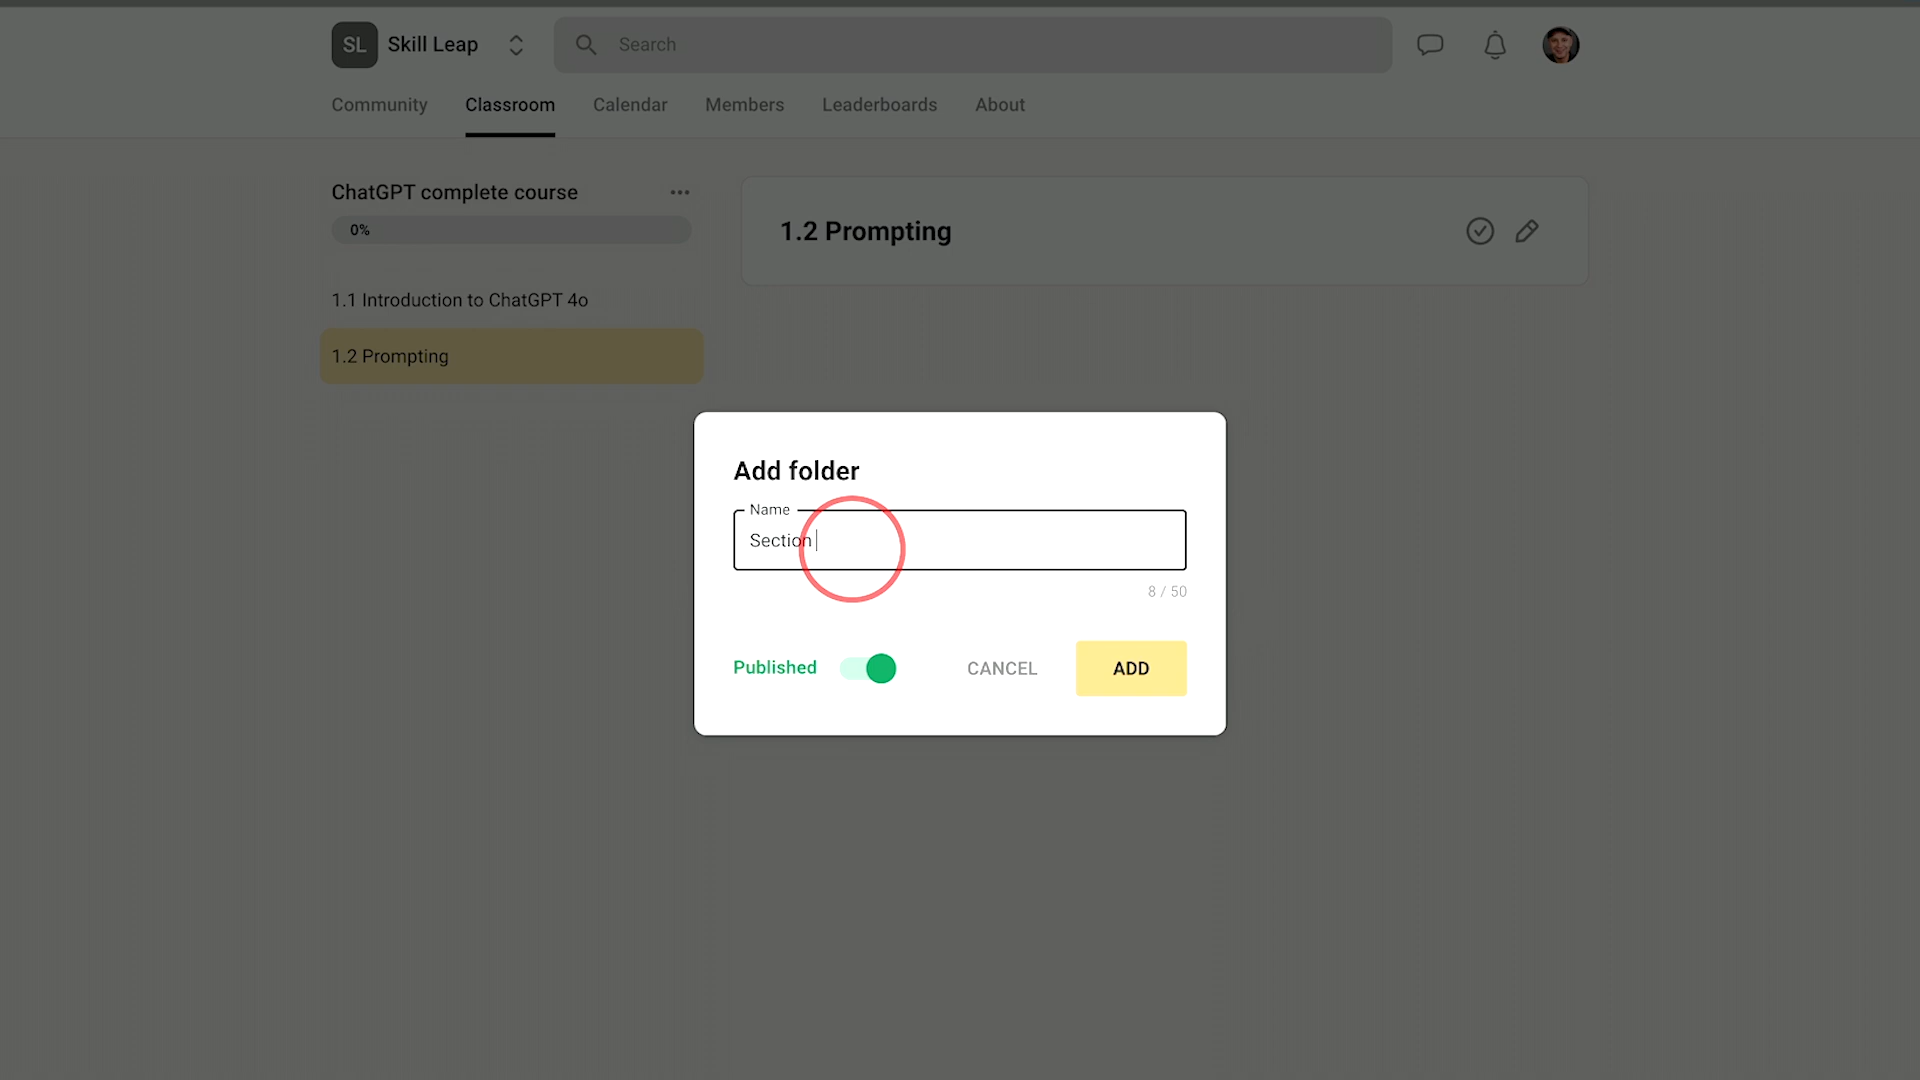 SL Skill Leap Search
Community Classroom Calendar Members Leaderboards About
ChatGPT complete course
0%
1.1 Introduction to ChatGPT 4o
1.2 Prompting
1.2 Prompting
Add folder
Name
Section
8 / 50
Published CANCEL ADD